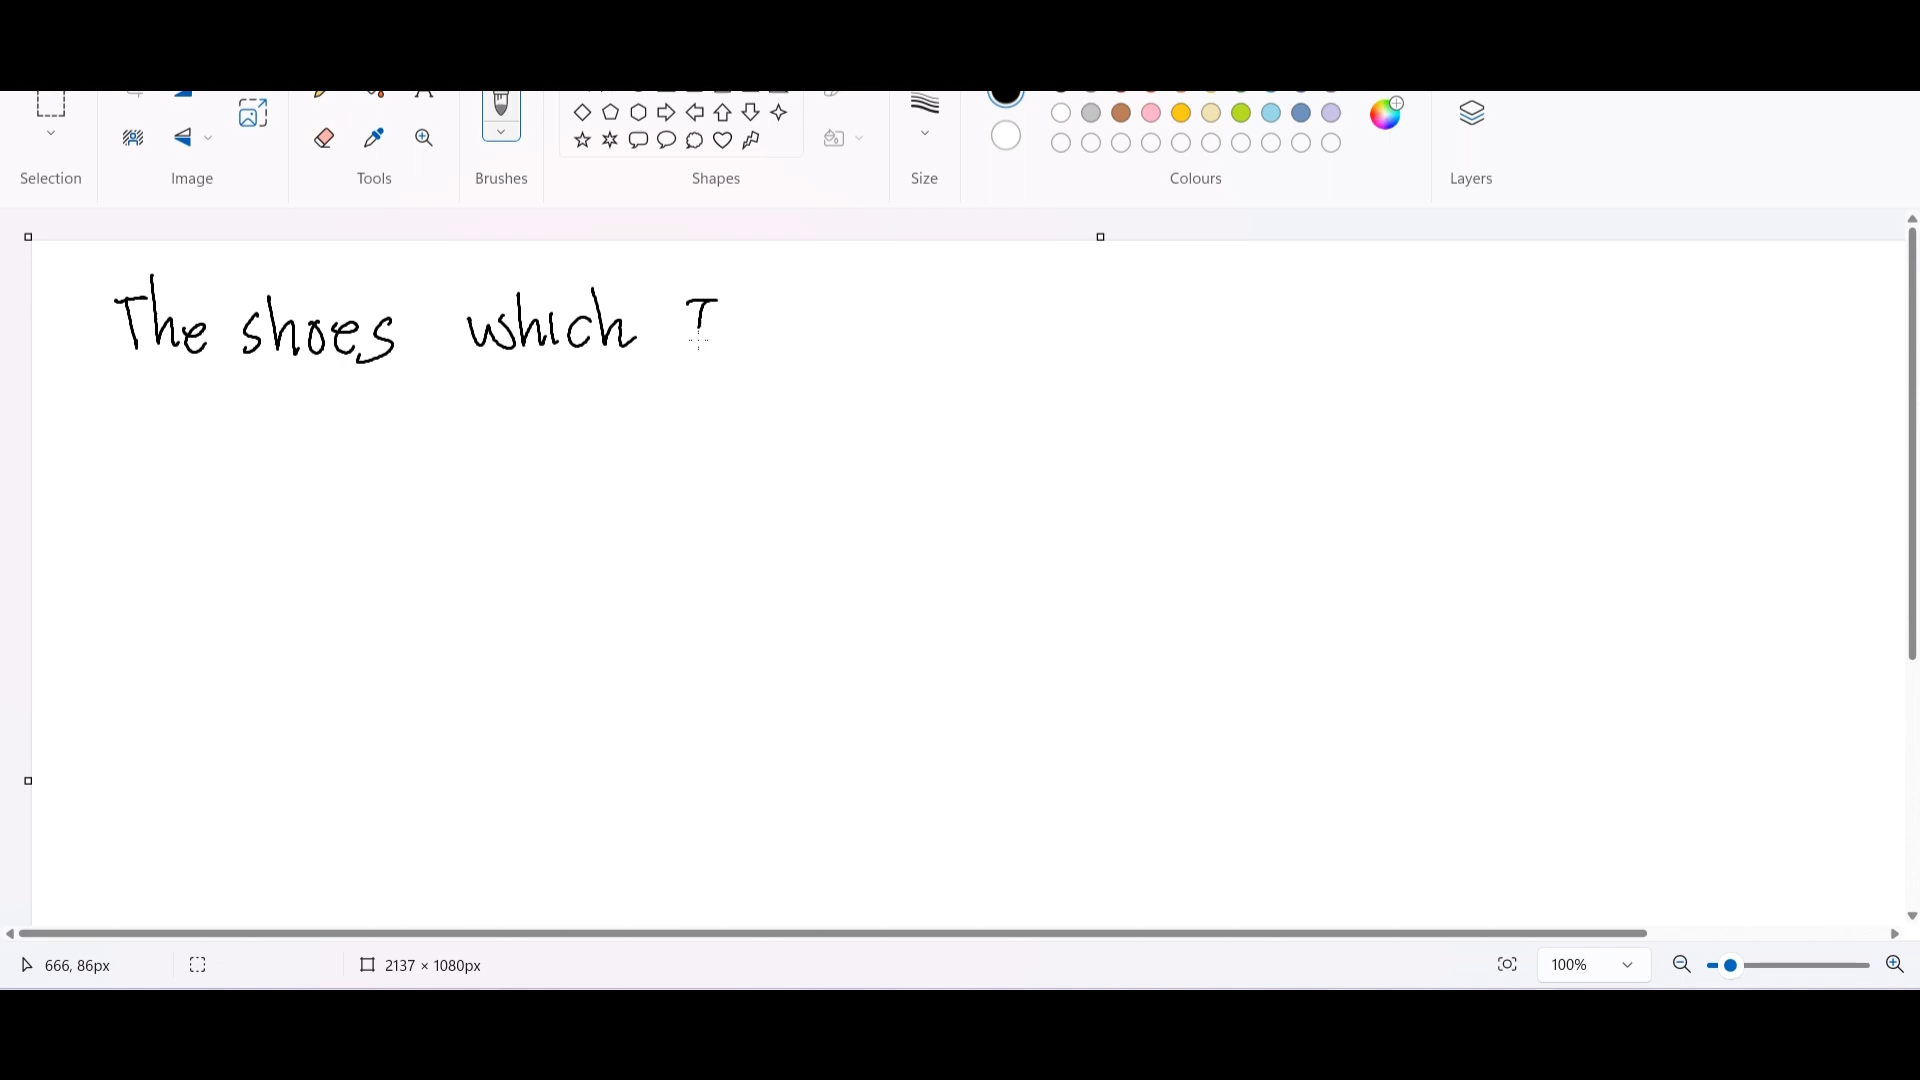 Selection
Image
Tools
Brushes
Shapes
Size
Colours
Layers
The shoes which
666, 86px
2137 × 1080px
100%